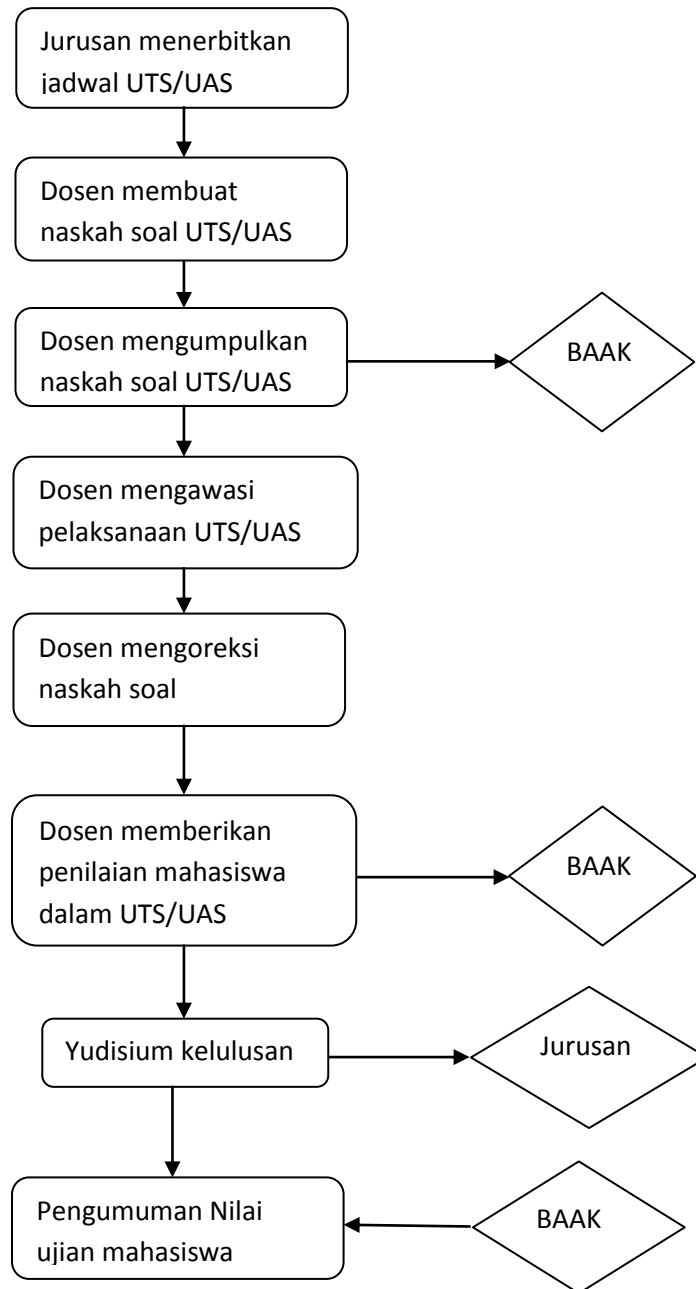 Jurusan menerbitkan
jadwal UTS/UAS
Dosen membuat
naskah soal UTS/UAS
Dosen mengumpulkan
naskah soal UTS/UAS
BAAK
Dosen mengawasi
pelaksanaan UTS/UAS
Dosen mengoreksi
naskah soal
Dosen memberikan
penilaian mahasiswa
dalam UTS/UAS
BAAK
Yudisium kelulusan
Jurusan
Pengumuman Nilai
ujian mahasiswa
BAAK